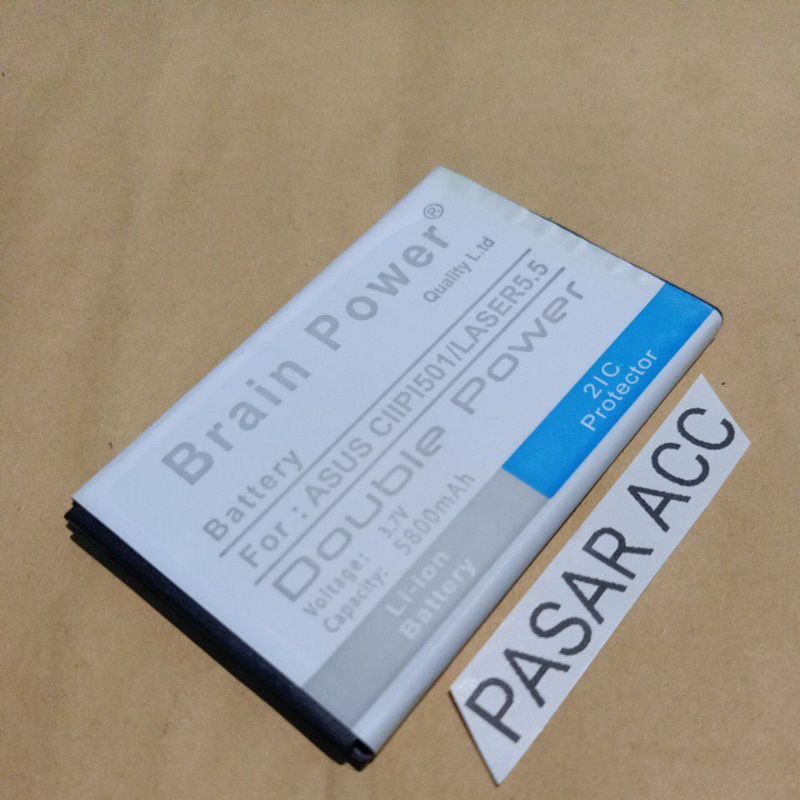 Brain Power®
Quality L.td
Battery
For : ASUS CIIPI501/LASER5.5
Double Power
Voltage: 3.7V
Capacity: 5800mAh
Li-ion
Battery
2IC
Protector
PASAR ACC